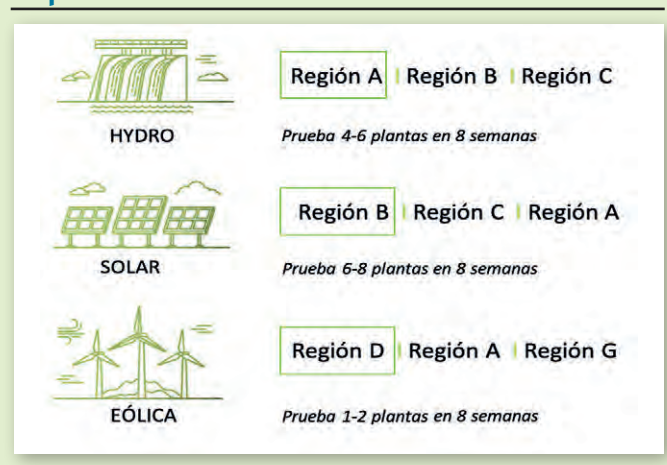 Región A | Región B | Región C
HYDRO
Prueba 4-6 plantas en 8 semanas
Región B | Región C | Región A
SOLAR
Prueba 6-8 plantas en 8 semanas
Región D | Región A | Región G
EÓLICA
Prueba 1-2 plantas en 8 semanas